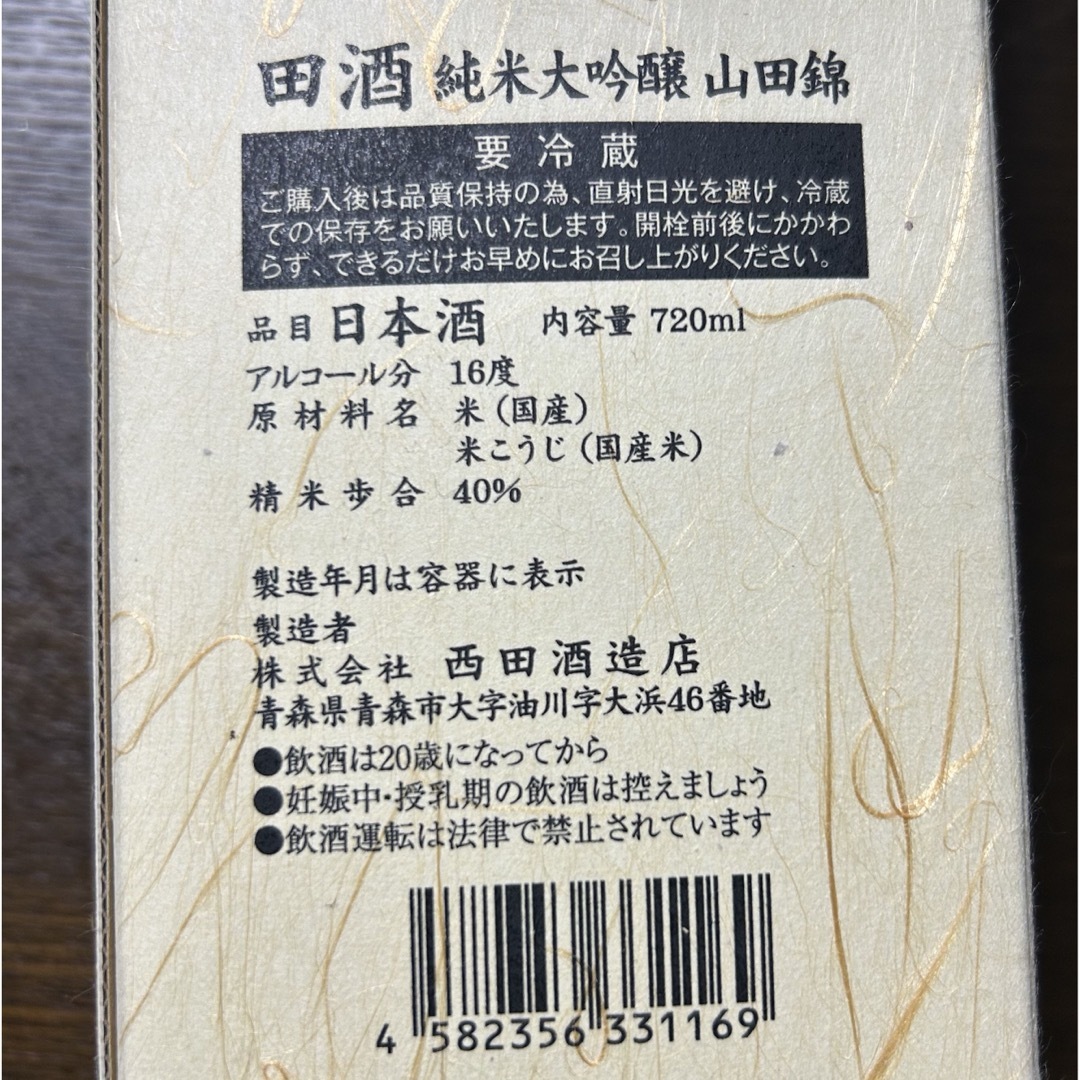 田酒 純米大吟醸 山田錦
要冷蔵
ご購入後は品質保持の為、直射日光を避け、冷蔵
での保存をお願いいたします。開栓前後にかかわ
らず、できるだけお早めにお召し上がりください。
品目 日本酒 内容量 720ml
アルコール分 16度
原材料名 米（国産）
米こうじ（国産米）
精米歩合 40%
製造年月は容器に表示
製造者
株式会社 西田酒造店
青森県青森市大字油川字大浜46番地
●飲酒は20歳になってから
●妊娠中・授乳期の飲酒は控えましょう
●飲酒運転は法律で禁止されています
4 582356 331169